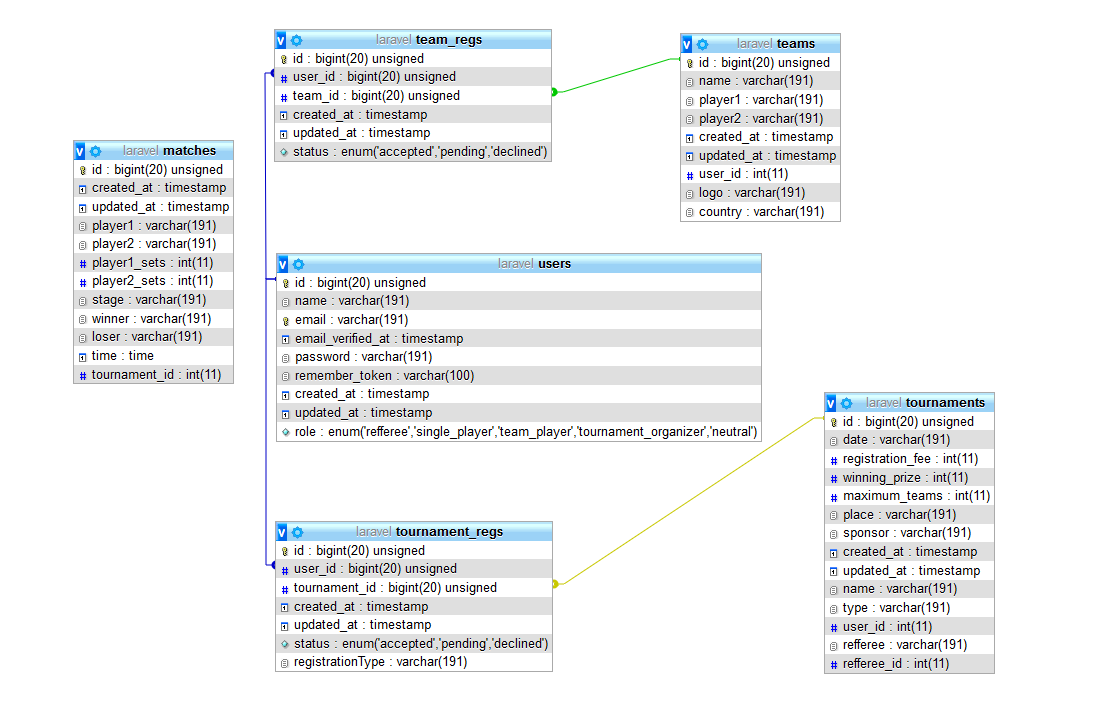 laravel team_regs
id : bigint(20) unsigned
user_id : bigint(20) unsigned
team_id : bigint(20) unsigned
created_at : timestamp
updated_at : timestamp
status : enum('accepted','pending','declined')
laravel teams
id : bigint(20) unsigned
name : varchar(191)
player1 : varchar(191)
player2 : varchar(191)
created_at : timestamp
updated_at : timestamp
user_id : int(11)
logo : varchar(191)
country : varchar(191)
laravel matches
id : bigint(20) unsigned
created_at : timestamp
updated_at : timestamp
player1 : varchar(191)
player2 : varchar(191)
player1_sets : int(11)
player2_sets : int(11)
stage : varchar(191)
winner : varchar(191)
loser : varchar(191)
time : time
tournament_id : int(11)
laravel users
id : bigint(20) unsigned
name : varchar(191)
email : varchar(191)
email_verified_at : timestamp
password : varchar(191)
remember_token : varchar(100)
created_at : timestamp
updated_at : timestamp
role : enum('refferee','single_player','team_player','tournament_organizer','neutral')
laravel tournaments
id : bigint(20) unsigned
date : varchar(191)
registration_fee : int(11)
winning_prize : int(11)
maximum_teams : int(11)
place : varchar(191)
sponsor : varchar(191)
created_at : timestamp
updated_at : timestamp
name : varchar(191)
type : varchar(191)
user_id : int(11)
refferee : varchar(191)
refferee_id : int(11)
laravel tournament_regs
id : bigint(20) unsigned
user_id : bigint(20) unsigned
tournament_id : bigint(20) unsigned
created_at : timestamp
updated_at : timestamp
status : enum('accepted','pending','declined')
registrationType : varchar(191)